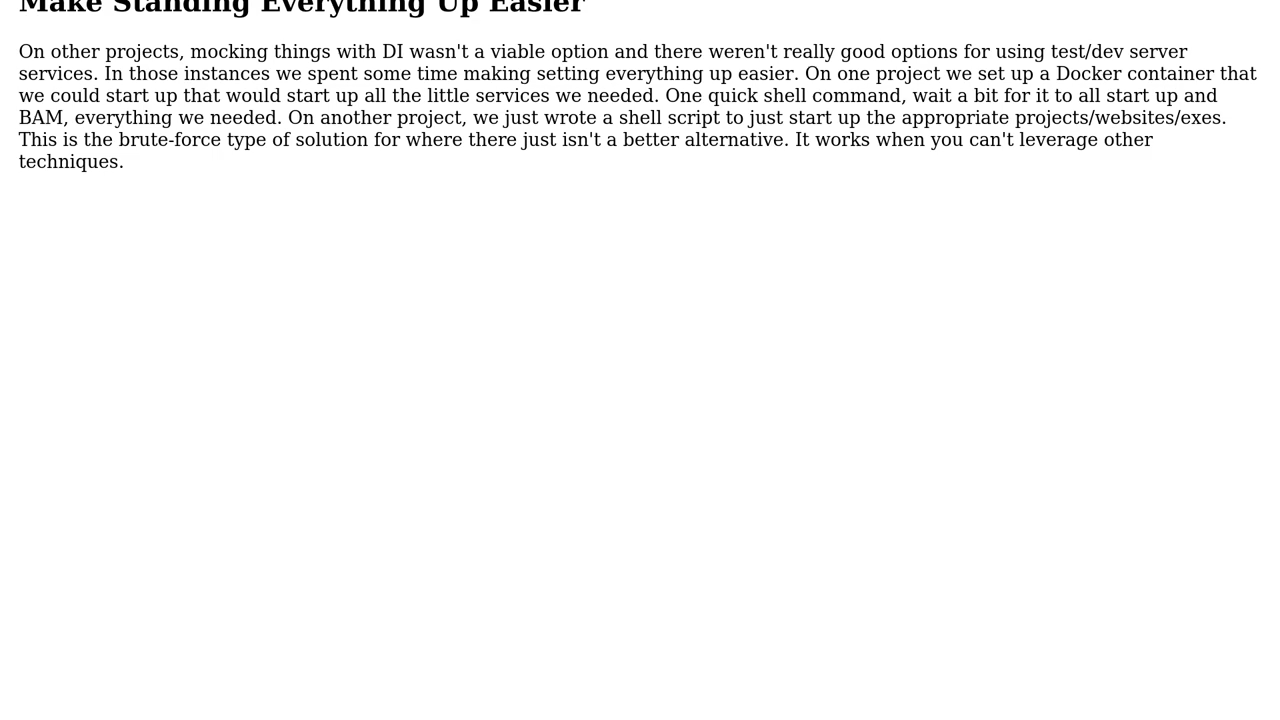 Make Standing Everything Up Easier
On other projects, mocking things with DI wasn't a viable option and there weren't really good options for using test/dev server
services. In those instances we spent some time making setting everything up easier. On one project we set up a Docker container that
we could start up that would start up all the little services we needed. One quick shell command, wait a bit for it to all start up and
BAM, everything we needed. On another project, we just wrote a shell script to just start up the appropriate projects/websites/exes.
This is the brute-force type of solution for where there just isn't a better alternative. It works when you can't leverage other
techniques.